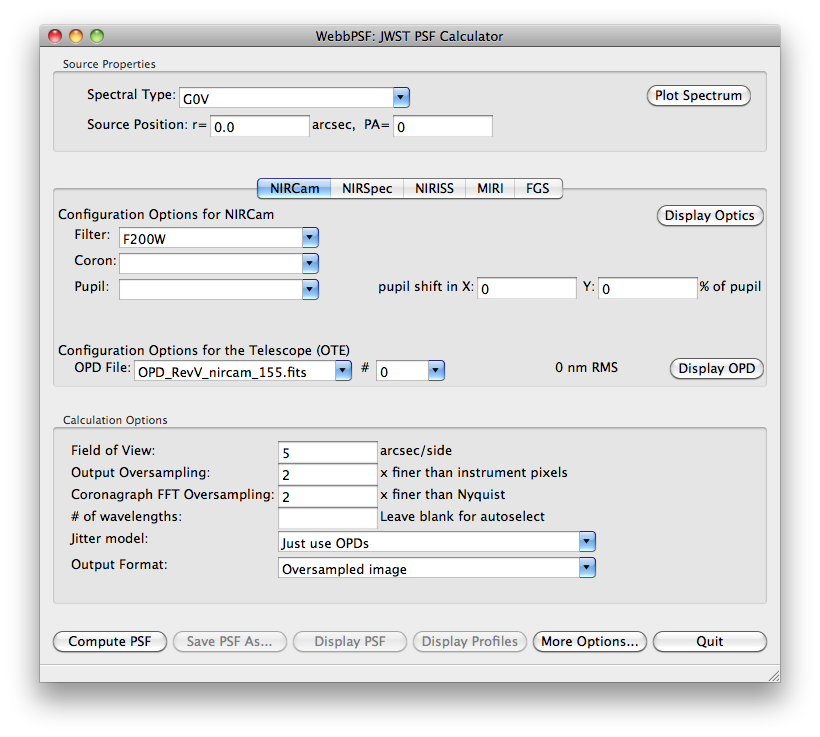 WebbPSF: JWST PSF Calculator
Source Properties
Spectral Type: G0V Plot Spectrum
Source Position: r= 0.0 arcsec, PA= 0
NIRCam NIRSpec NIRISS MIRI FGS
Configuration Options for NIRCam Display Optics
Filter: F200W
Coron:
Pupil: pupil shift in X: 0 Y: 0 % of pupil
Configuration Options for the Telescope (OTE)
OPD File: OPD_RevV_nircam_155.fits # 0 0 nm RMS Display OPD
Calculation Options
Field of View: 5 arcsec/side
Output Oversampling: 2 x finer than instrument pixels
Coronagraph FFT Oversampling: 2 x finer than Nyquist
# of wavelengths: Leave blank for autoselect
Jitter model: Just use OPDs
Output Format: Oversampled image
Compute PSF Save PSF As... Display PSF Display Profiles More Options... Quit